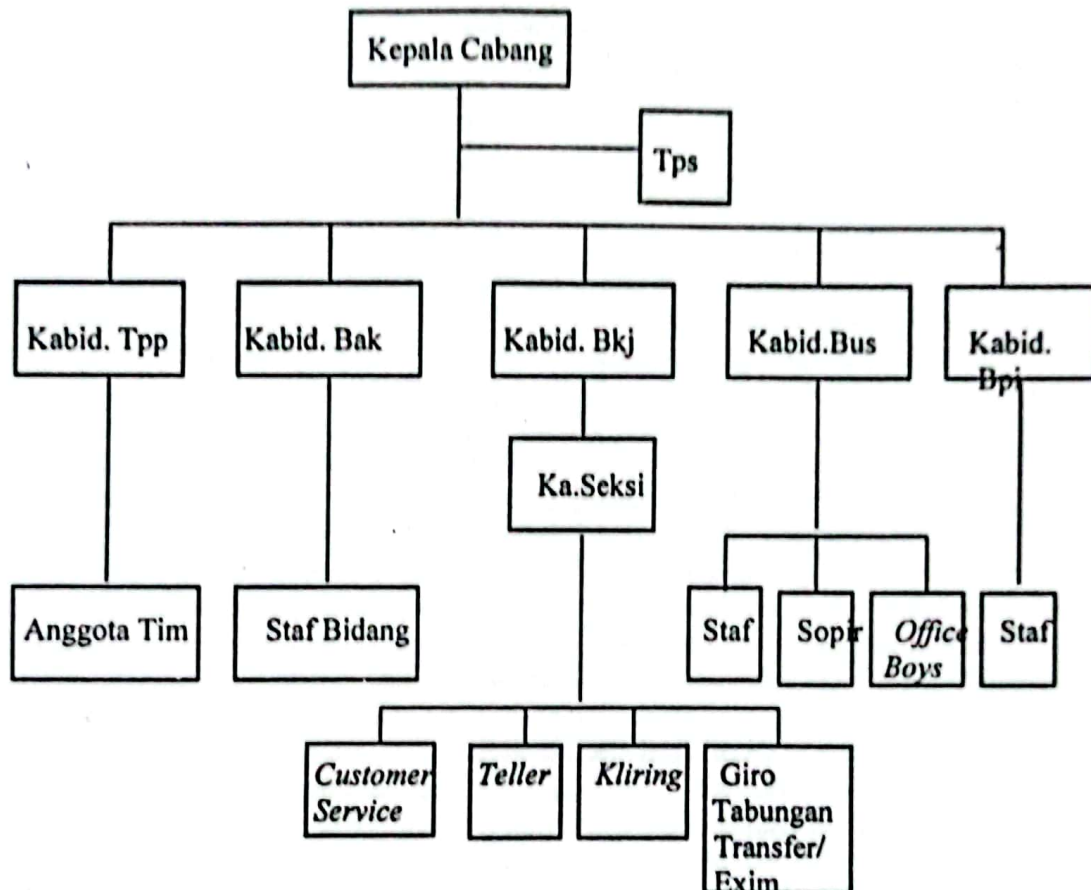 Kepala Cabang
Tps
Kabid. Tpp
Kabid. Bak
Kabid. Bkj
Kabid.Bus
Kabid.
Bpi
Ka.Seksi
Anggota Tim
Staf Bidang
Staf
Sopir
Office
Boys
Staf
Customer
Service
Teller
Kliring
Giro
Tabungan
Transfer/
Exim